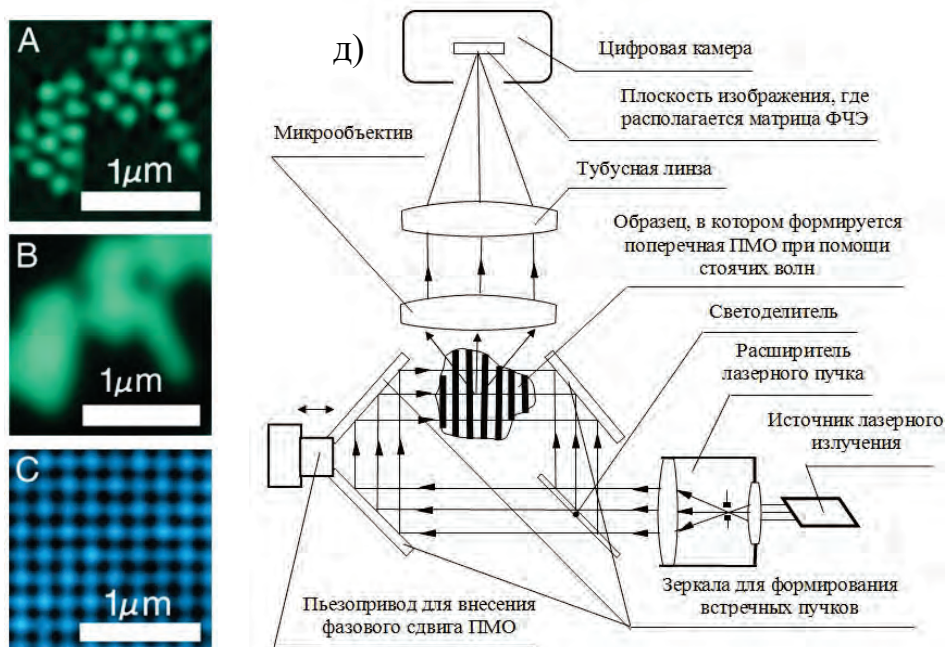 A
1µm
B
1µm
C
1µm
д)
Цифровая камера
Плоскость изображения, где
располагается матрица ФЧЭ
Микрообъектив
Тубусная линза
Образец, в котором формируется
поперечная ПМО при помощи
стоячих волн
Светоделитель
Расширитель
лазерного пучка
Источник лазерного
излучения
Зеркала для формирования
встречных пучков
Пьезопривод для внесения
фазового сдвига ПМО